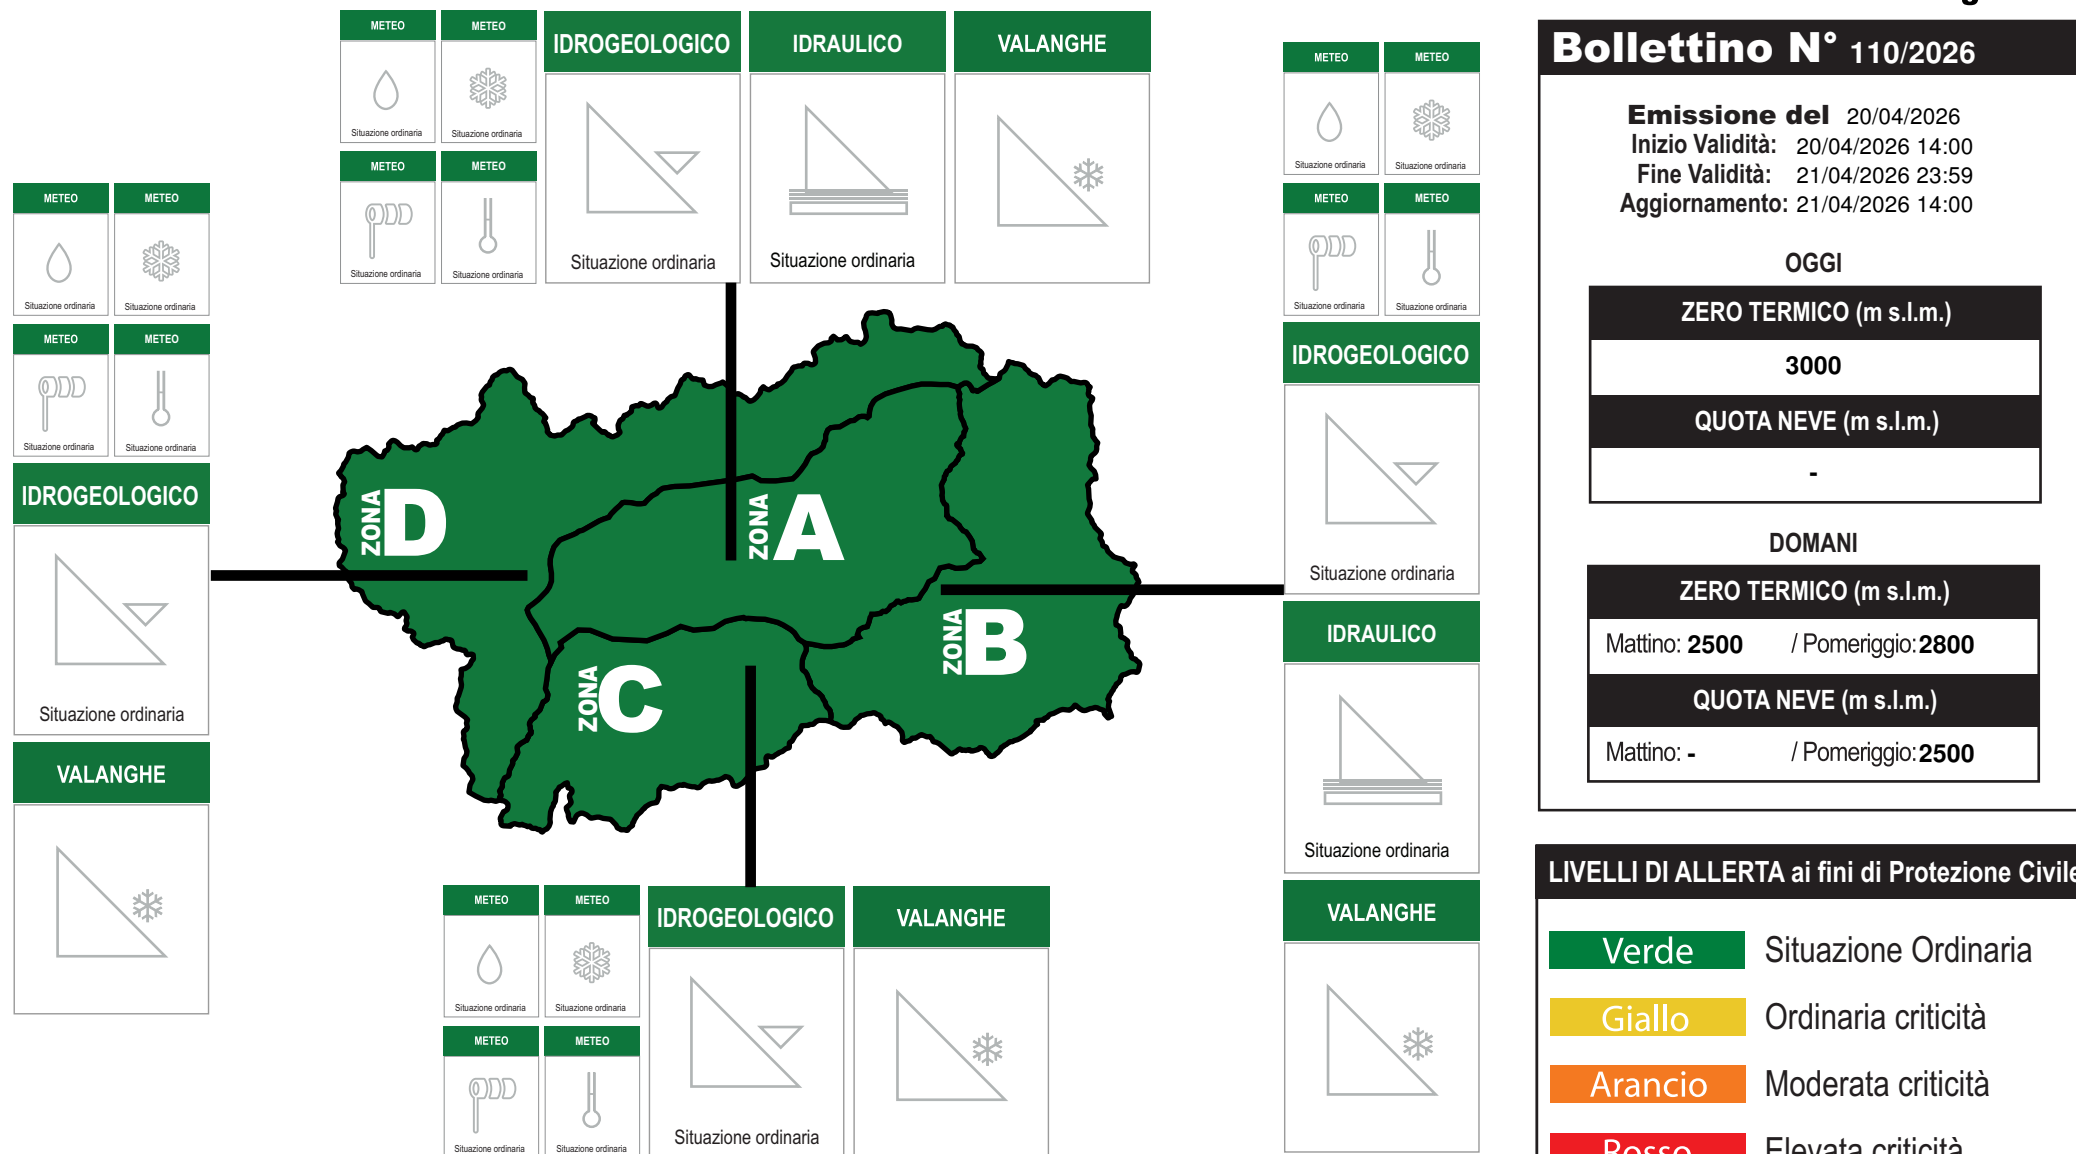 METEO METEO
Situazione ordinaria Situazione ordinaria
METEO METEO
Situazione ordinaria Situazione ordinaria
IDROGEOLOGICO
Situazione ordinaria
IDRAULICO
Situazione ordinaria
VALANGHE
METEO METEO
Situazione ordinaria Situazione ordinaria
METEO METEO
Situazione ordinaria Situazione ordinaria
IDROGEOLOGICO
Situazione ordinaria
VALANGHE
ZONA D
ZONA A
ZONA B
ZONA C
METEO METEO
Situazione ordinaria Situazione ordinaria
METEO METEO
Situazione ordinaria Situazione ordinaria
IDROGEOLOGICO
Situazione ordinaria
IDRAULICO
Situazione ordinaria
VALANGHE
METEO METEO
Situazione ordinaria Situazione ordinaria
METEO METEO
Situazione ordinaria Situazione ordinaria
IDROGEOLOGICO
Situazione ordinaria
VALANGHE
Bollettino N° 110/2026
Emissione del 20/04/2026
Inizio Validità: 20/04/2026 14:00
Fine Validità: 21/04/2026 23:59
Aggiornamento: 21/04/2026 14:00
OGGI
ZERO TERMICO (m s.l.m.)
3000
QUOTA NEVE (m s.l.m.)
-
DOMANI
ZERO TERMICO (m s.l.m.)
Mattino: 2500 / Pomeriggio: 2800
QUOTA NEVE (m s.l.m.)
Mattino: - / Pomeriggio: 2500
LIVELLI DI ALLERTA ai fini di Protezione Civile
Verde Situazione Ordinaria
Giallo Ordinaria criticità
Arancio Moderata criticità
Rosso Elevata criticità